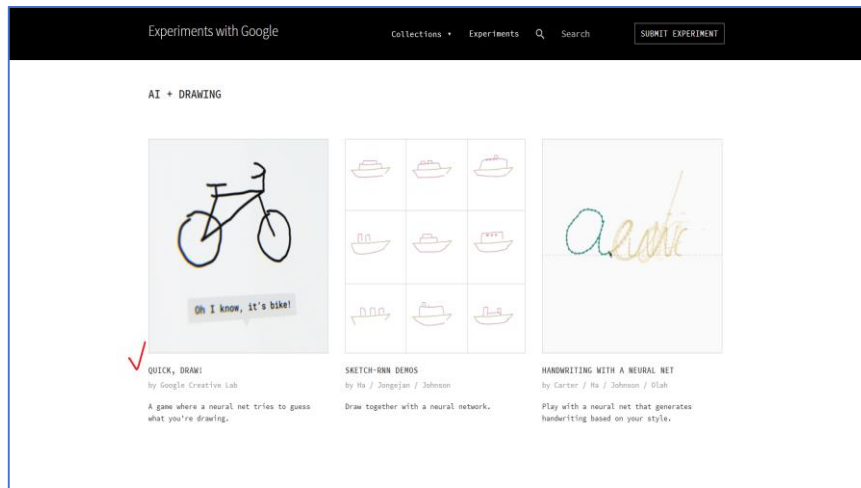 Experiments with Google
Collections ▾ Experiments Search SUBMIT EXPERIMENT
AI + DRAWING
Oh I know, it's bike!
QUICK, DRAW!
by Google Creative Lab
A game where a neural net tries to guess
what you're drawing.
SKETCH-RNN DEMOS
by Ha / Jongejan / Johnson
Draw together with a neural network.
HANDWRITING WITH A NEURAL NET
by Carter / Ha / Johnson / Olah
Play with a neural net that generates
handwriting based on your style.